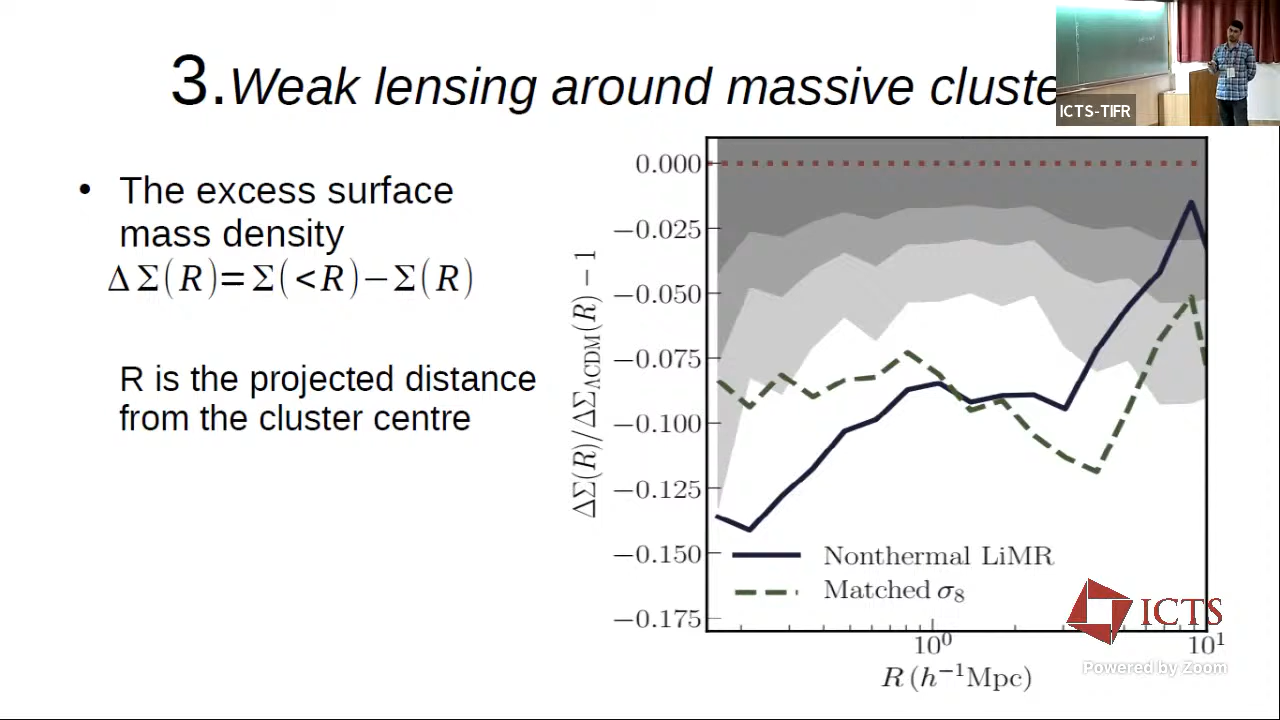 3.Weak lensing around massive cluste
ICTS-TIFR
• The excess surface
mass density
Δ Σ(R)=Σ(<R)−Σ(R)
R is the projected distance
from the cluster centre
ΔΣ(R)/ΔΣΛCDM(R) − 1
0.000
−0.025
−0.050
−0.075
−0.100
−0.125
−0.150
−0.175
Nonthermal LiMR
Matched σ8
10⁰
10¹
R (h⁻¹Mpc)
ICTS
Powered by Zoom